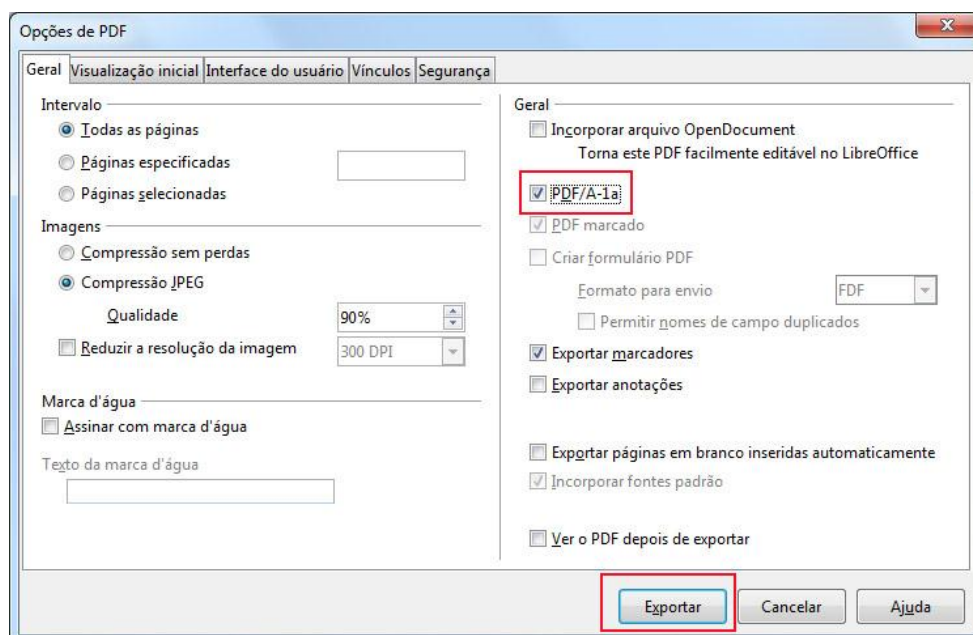 Opções de PDF
Geral Visualização inicial Interface do usuário Vínculos Segurança
Intervalo
Todas as páginas
Páginas especificadas
Páginas selecionadas
Imagens
Compressão sem perdas
Compressão JPEG
Qualidade 90%
Reduzir a resolução da imagem 300 DPI
Marca d'água
Assinar com marca d'água
Texto da marca d'água
Geral
Incorporar arquivo OpenDocument
Torna este PDF facilmente editável no LibreOffice
PDF/A-1a
PDF marcado
Criar formulário PDF
Formato para envio FDF
Permitir nomes de campo duplicados
Exportar marcadores
Exportar anotações
Exportar páginas em branco inseridas automaticamente
Incorporar fontes padrão
Ver o PDF depois de exportar
Exportar Cancelar Ajuda